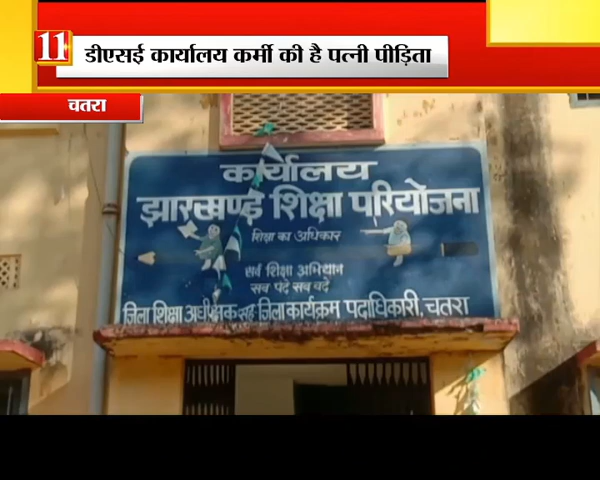 11
डीएसई कार्यालय कर्मी की है पत्नी पीड़िता
चतरा
कार्यालय
झारखण्ड शिक्षा परियोजना
शिक्षा का अधिकार
सर्व शिक्षा अभियान
सब पढे सब बढे
जिला शिक्षा अधीक्षक सह जिला कार्यक्रम पदाधिकारी, चतरा